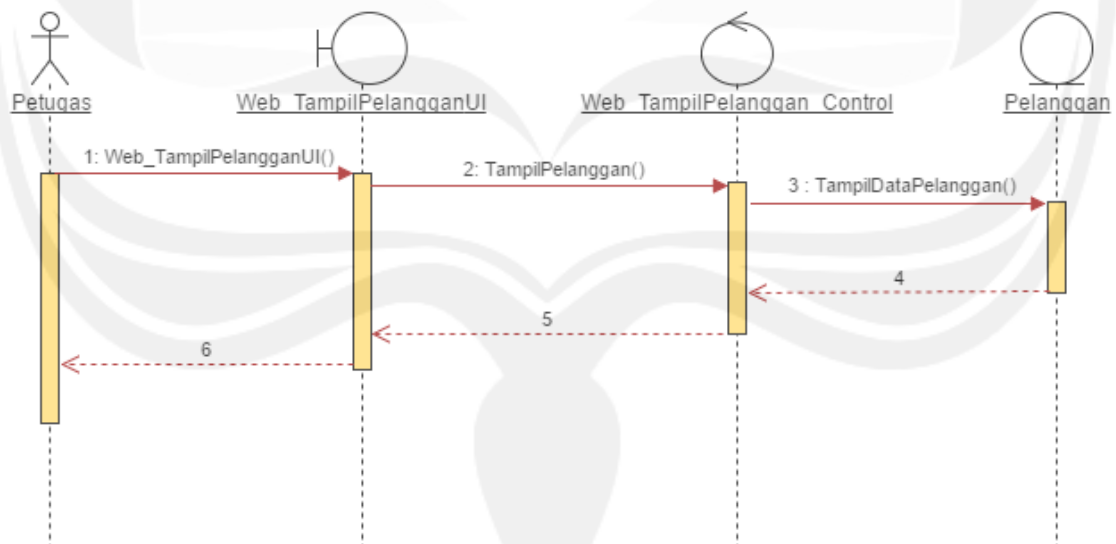 Petugas
Web_TampilPelangganUI
Web_TampilPelanggan_Control
Pelanggan
1: Web_TampilPelangganUI()
2: TampilPelanggan()
3 : TampilDataPelanggan()
4
5
6